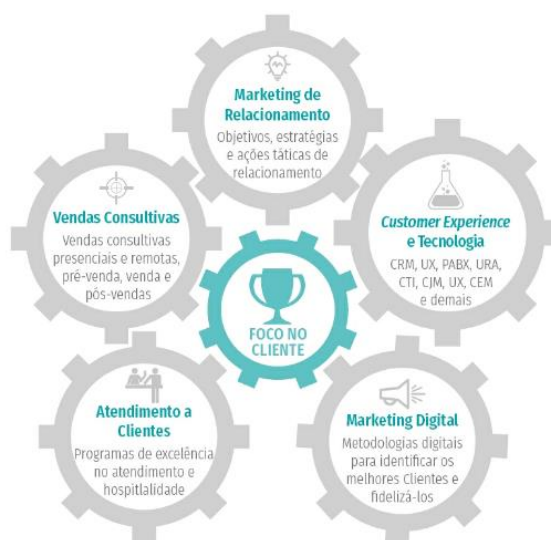 Marketing de
Relacionamento
Objetivos, estratégias
e ações táticas de
relacionamento
Vendas Consultivas
Vendas consultivas
presenciais e remotas,
pré-venda, venda e
pós-vendas
Customer Experience
e Tecnologia
CRM, UX, PABX, URA,
CTI, CJM, UX, CEM
e demais
FOCO NO
CLIENTE
Atendimento a
Clientes
Programas de excelência
no atendimento e
hospitlalidade
Marketing Digital
Metodologias digitais
para identificar os
melhores Clientes e
fidelizá-los